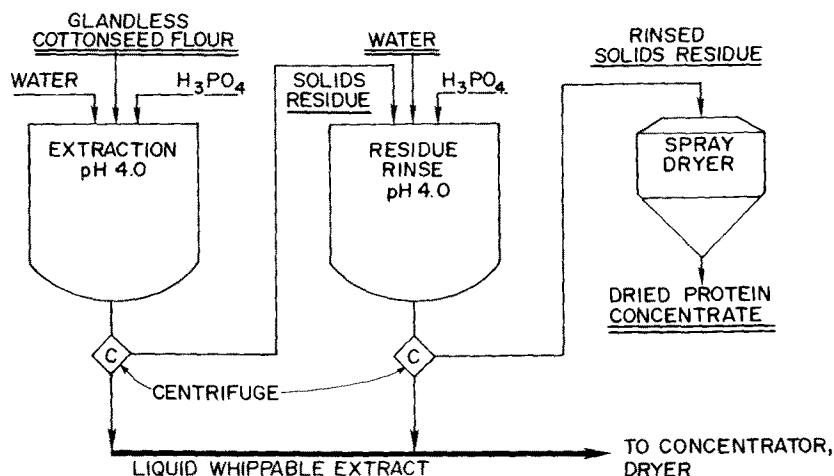 GLANDLESS
COTTONSEED FLOUR
WATER
H₃PO₄
EXTRACTION
pH 4.0
SOLIDS
RESIDUE
WATER
H₃PO₄
RESIDUE
RINSE
pH 4.0
RINSED
SOLIDS RESIDUE
SPRAY
DRYER
DRIED PROTEIN
CONCENTRATE
C
C
CENTRIFUGE
LIQUID WHIPPABLE EXTRACT
TO CONCENTRATOR,
DRYER